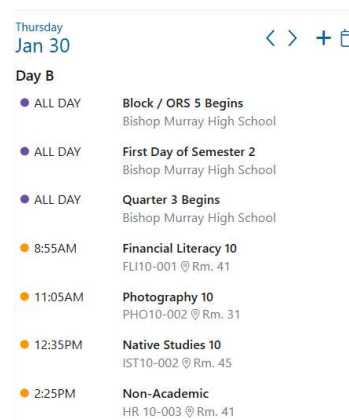 Thursday
Jan 30
Day B
ALL DAY Block / ORS 5 Begins
Bishop Murray High School
ALL DAY First Day of Semester 2
Bishop Murray High School
ALL DAY Quarter 3 Begins
Bishop Murray High School
8:55AM Financial Literacy 10
FLI10-001 Rm. 41
11:05AM Photography 10
PHO10-002 Rm. 31
12:35PM Native Studies 10
IST10-002 Rm. 45
2:25PM Non-Academic
HR 10-003 Rm. 41